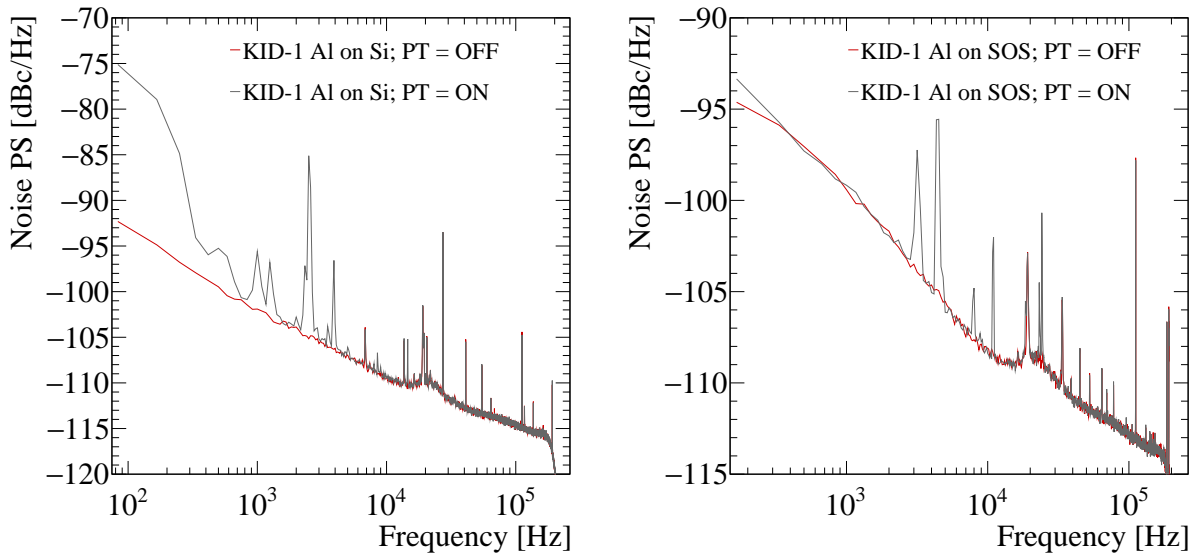 Noise PS [dBc/Hz]
−70
−75
−80
−85
−90
−95
−100
−105
−110
−115
−120
KID-1 Al on Si; PT = OFF
KID-1 Al on Si; PT = ON
10² 10³ 10⁴ 10⁵
Frequency [Hz]
Noise PS [dBc/Hz]
−90
−95
−100
−105
−110
−115
KID-1 Al on SOS; PT = OFF
KID-1 Al on SOS; PT = ON
10³ 10⁴ 10⁵
Frequency [Hz]